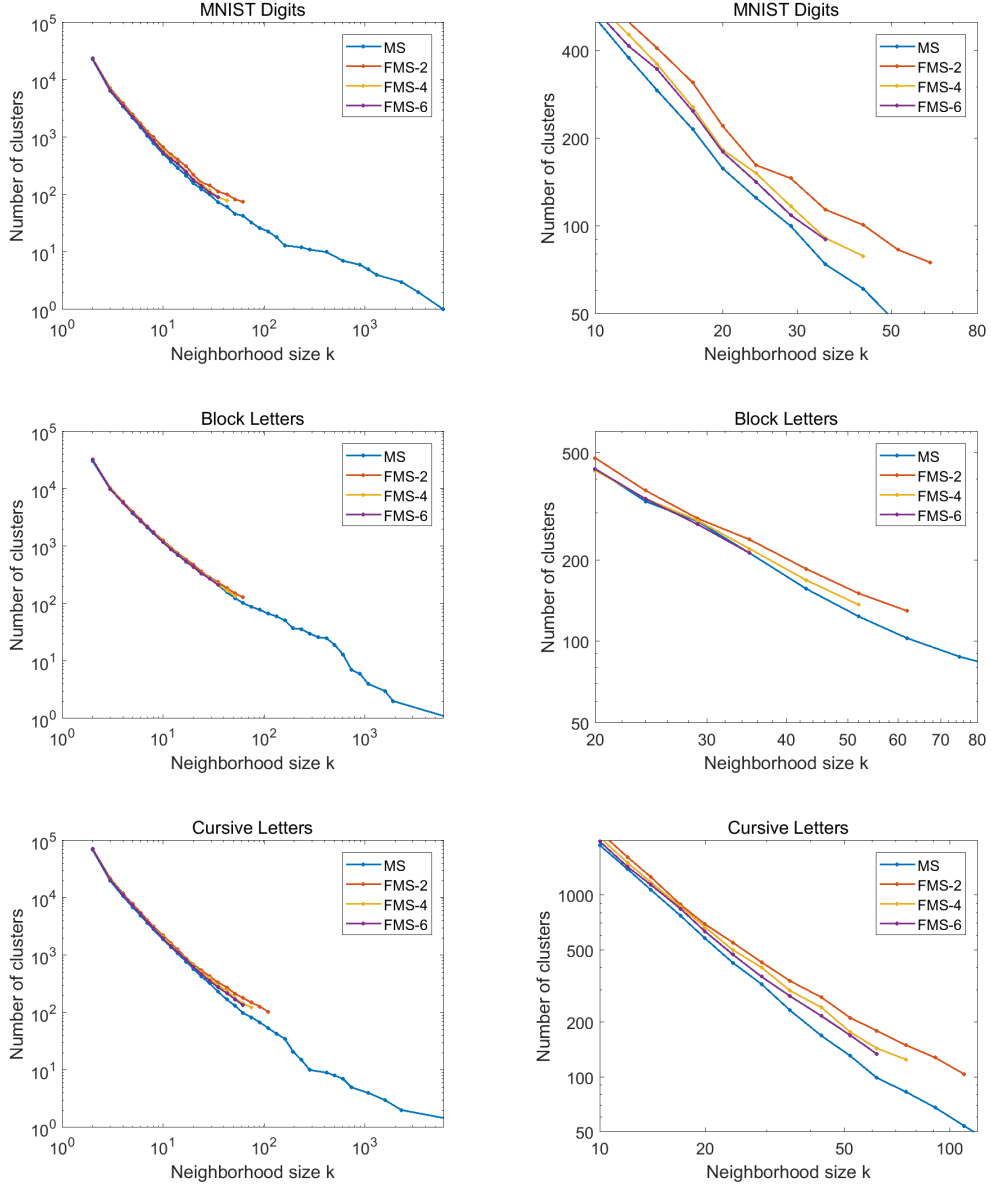 MNIST Digits
10^5
10^4
10^3
10^2
10^1
10^0
Number of clusters
10^0 10^1 10^2 10^3
Neighborhood size k
MS
FMS-2
FMS-4
FMS-6
MNIST Digits
400
200
100
50
Number of clusters
10 20 30 50 80
Neighborhood size k
MS
FMS-2
FMS-4
FMS-6
Block Letters
10^5
10^4
10^3
10^2
10^1
10^0
Number of clusters
10^0 10^1 10^2 10^3
Neighborhood size k
MS
FMS-2
FMS-4
FMS-6
Block Letters
500
200
100
50
Number of clusters
20 30 40 50 60 70 80
Neighborhood size k
MS
FMS-2
FMS-4
FMS-6
Cursive Letters
10^5
10^4
10^3
10^2
10^1
10^0
Number of clusters
10^0 10^1 10^2 10^3
Neighborhood size k
MS
FMS-2
FMS-4
FMS-6
Cursive Letters
1000
500
200
100
50
Number of clusters
10 20 50 100
Neighborhood size k
MS
FMS-2
FMS-4
FMS-6